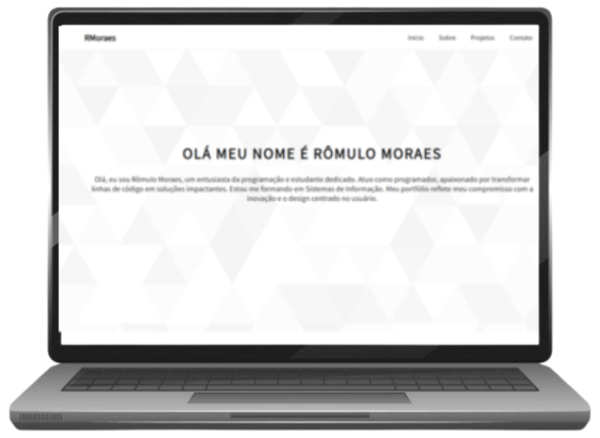 RMoraes Início Sobre Projetos Contato
OLÁ MEU NOME É RÔMULO MORAES
Olá, eu sou Rômulo Moraes, um entusiasta da programação e estudante dedicado. Atuo como programador, apaixonado por transformar
linhas de código em soluções impactantes. Estou me formando em Sistemas de Informação. Meu portfólio reflete meu compromisso com a
inovação e o design centrado no usuário.